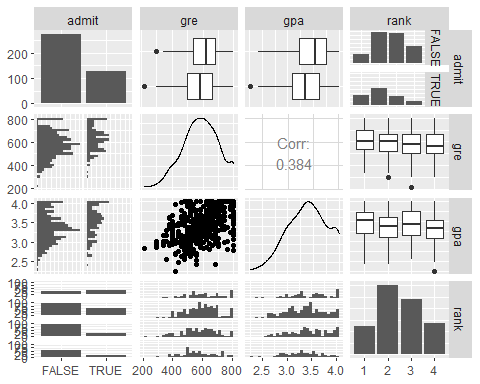 admit gre gpa rank
200
100
0
FALSE
TRUE
admit
800
600
400
200
Corr:
0.384
gre
4.0
3.5
3.0
2.5
gpa
rank
FALSE TRUE 200 400 600 800 2.5 3.0 3.5 4.0 1 2 3 4